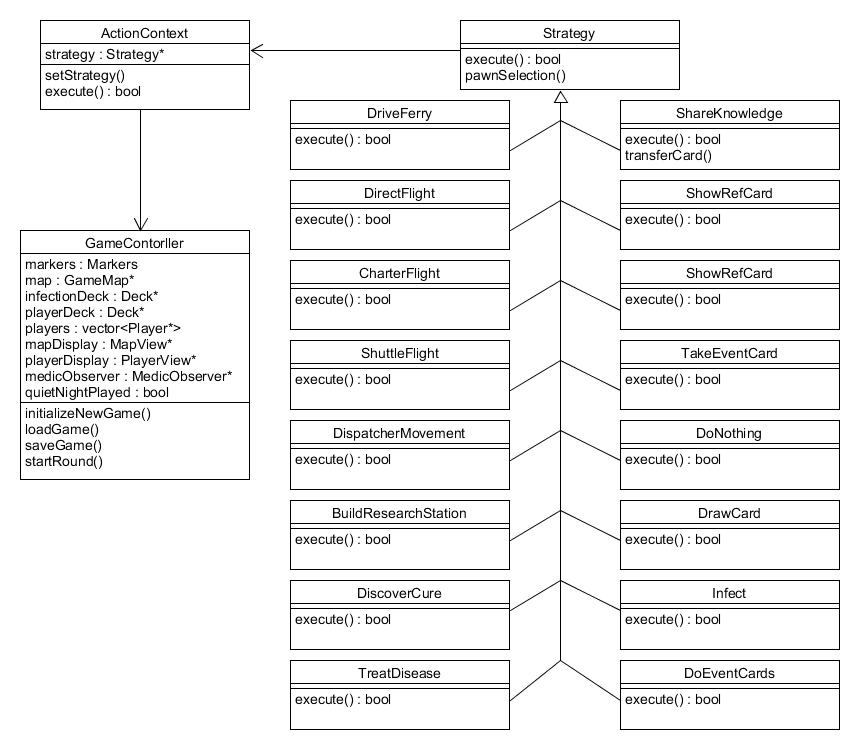 ActionContext
strategy : Strategy*
setStrategy()
execute() : bool
Strategy
execute() : bool
pawnSelection()
GameContorller
markers : Markers
map : GameMap*
infectionDeck : Deck*
playerDeck : Deck*
players : vector<Player*>
mapDisplay : MapView*
playerDisplay : PlayerView*
medicObserver : MedicObserver*
quietNightPlayed : bool
initializeNewGame()
loadGame()
saveGame()
startRound()
DriveFerry
execute() : bool
DirectFlight
execute() : bool
CharterFlight
execute() : bool
ShuttleFlight
execute() : bool
DispatcherMovement
execute() : bool
BuildResearchStation
execute() : bool
DiscoverCure
execute() : bool
TreatDisease
execute() : bool
ShareKnowledge
execute() : bool
transferCard()
ShowRefCard
execute() : bool
ShowRefCard
execute() : bool
TakeEventCard
execute() : bool
DoNothing
execute() : bool
DrawCard
execute() : bool
Infect
execute() : bool
DoEventCards
execute() : bool